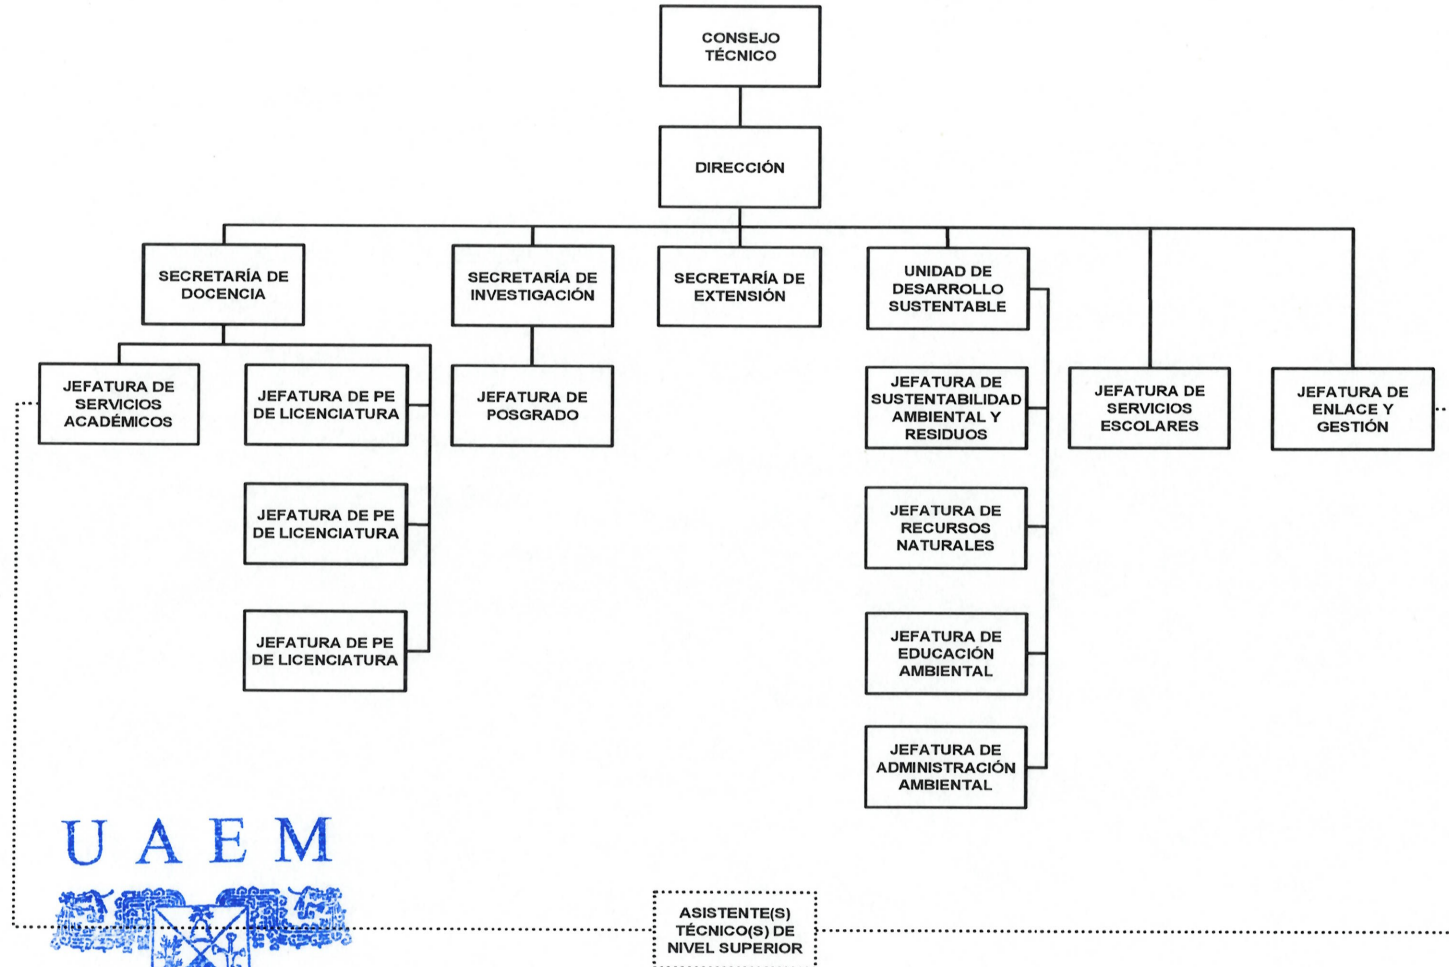 CONSEJO
TÉCNICO
DIRECCIÓN
SECRETARÍA DE
DOCENCIA
SECRETARÍA DE
INVESTIGACIÓN
SECRETARÍA DE
EXTENSIÓN
UNIDAD DE
DESARROLLO
SUSTENTABLE
JEFATURA DE
SERVICIOS
ACADÉMICOS
JEFATURA DE PE
DE LICENCIATURA
JEFATURA DE
POSGRADO
JEFATURA DE
SUSTENTABILIDAD
AMBIENTAL Y
RESIDUOS
JEFATURA DE
SERVICIOS
ESCOLARES
JEFATURA DE
ENLACE Y
GESTIÓN
JEFATURA DE PE
DE LICENCIATURA
JEFATURA DE
RECURSOS
NATURALES
JEFATURA DE PE
DE LICENCIATURA
JEFATURA DE
EDUCACIÓN
AMBIENTAL
JEFATURA DE
ADMINISTRACIÓN
AMBIENTAL
UAEM
ASISTENTE(S)
TÉCNICO(S) DE
NIVEL SUPERIOR